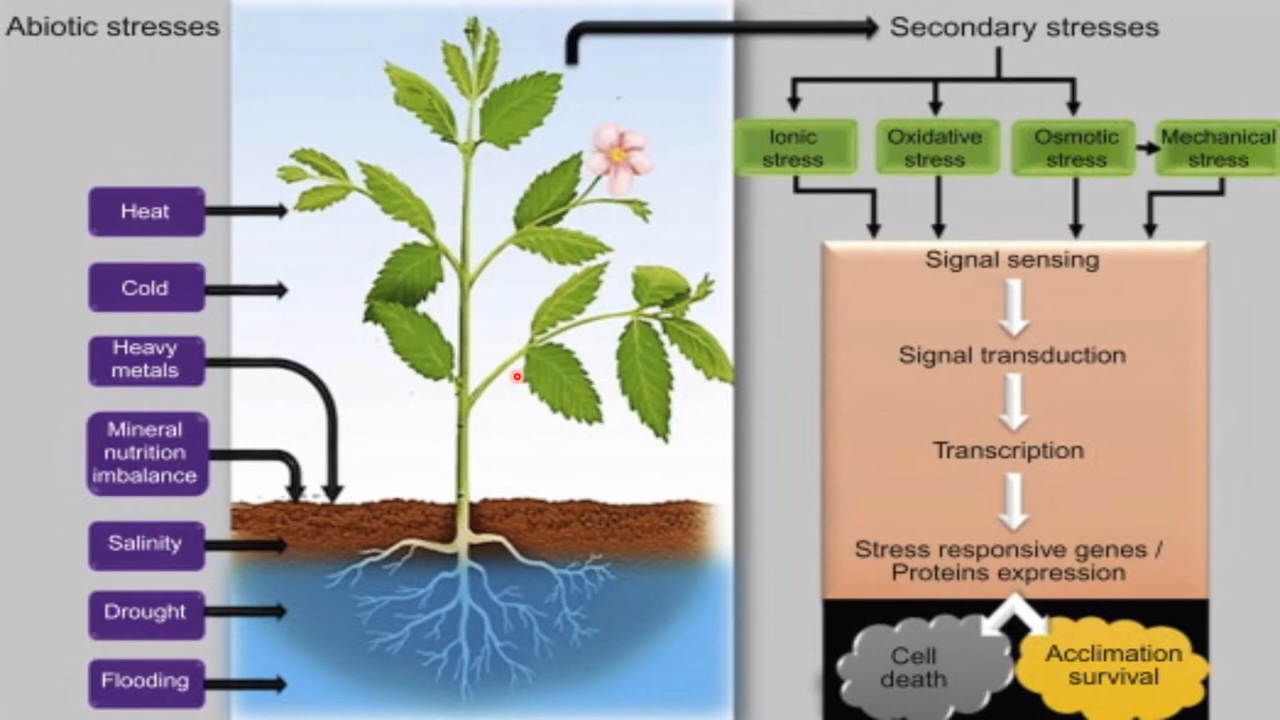 Abiotic stresses
Heat
Cold
Heavy
metals
Mineral
nutrition
imbalance
Salinity
Drought
Flooding
Secondary stresses
Ionic
stress
Oxidative
stress
Osmotic
stress
Mechanical
stress
Signal sensing
Signal transduction
Transcription
Stress responsive genes /
Proteins expression
Cell
death
Acclimation
survival